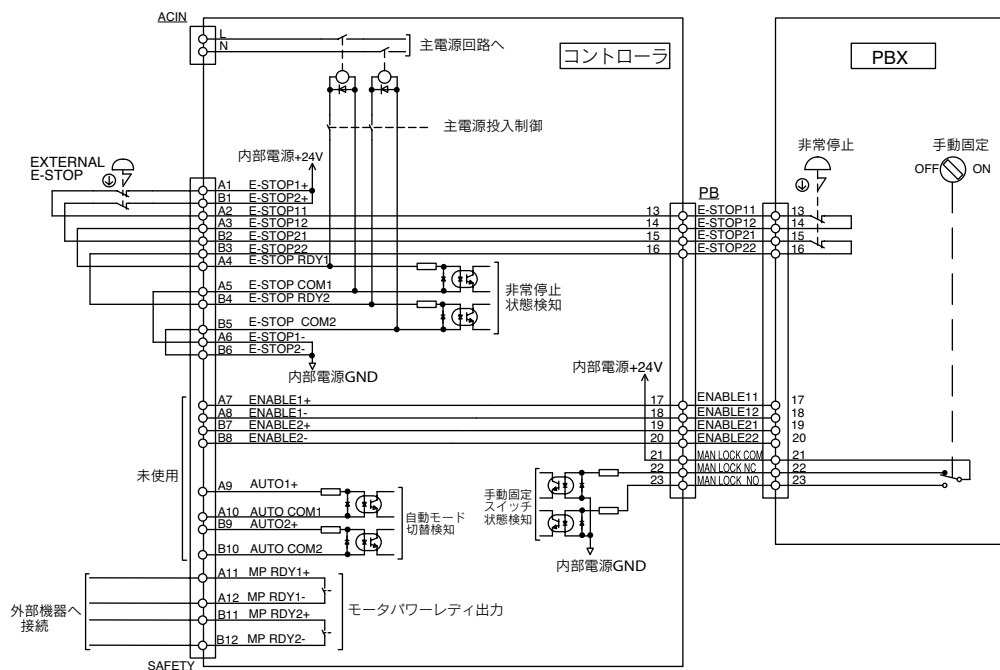 ACIN
L
N
主電源回路へ
コントローラ
PBX
主電源投入制御
EXTERNAL
E-STOP
内部電源+24V
非常停止
手動固定
OFF
ON
A1 E-STOP1+
B1 E-STOP2+
A2 E-STOP11
A3 E-STOP12
B2 E-STOP21
B3 E-STOP22
A4 E-STOP RDY1
A5 E-STOP COM1
B4 E-STOP RDY2
B5 E-STOP COM2
A6 E-STOP1-
B6 E-STOP2-
内部電源GND
非常停止
状態検知
PB
13 E-STOP11 13
14 E-STOP12 14
15 E-STOP21 15
16 E-STOP22 16
内部電源+24V
A7 ENABLE1+
A8 ENABLE1-
B7 ENABLE2+
B8 ENABLE2-
17 ENABLE11 17
18 ENABLE12 18
19 ENABLE21 19
20 ENABLE22 20
21 MAN LOCK COM 21
22 MAN LOCK NC 22
23 MAN LOCK NO 23
未使用
A9 AUTO1+
A10 AUTO COM1
B9 AUTO2+
B10 AUTO COM2
自動モード
切替検知
手動固定
スイッチ
状態検知
内部電源GND
A11 MP RDY1+
A12 MP RDY1-
B11 MP RDY2+
B12 MP RDY2-
外部機器へ
接続
モータパワーレディ出力
SAFETY